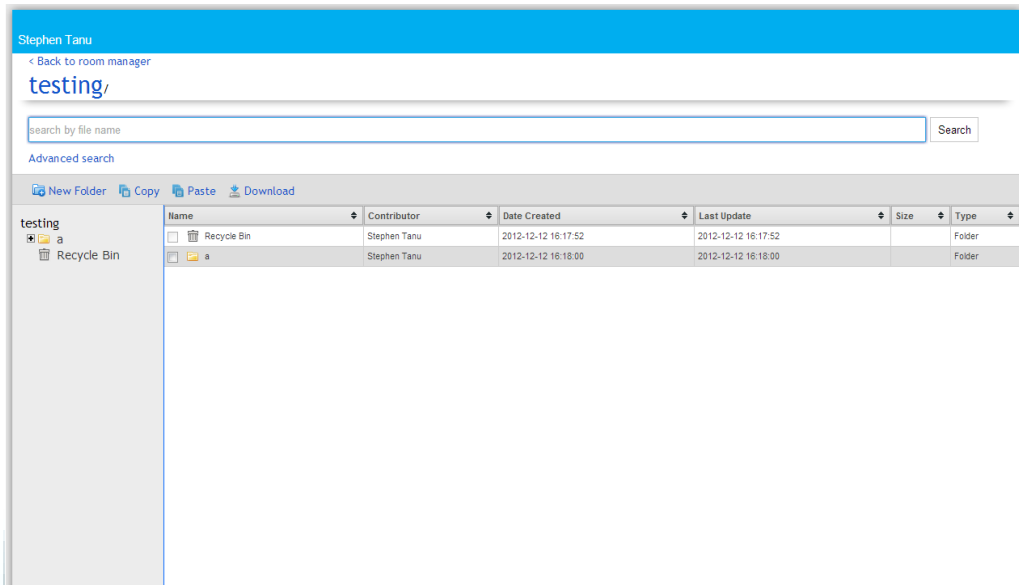 Stephen Tanu
< Back to room manager
testing/
search by file name Search
Advanced search
New Folder Copy Paste Download
testing
a
Recycle Bin
Name Contributor Date Created Last Update Size Type
Recycle Bin Stephen Tanu 2012-12-12 16:17:52 2012-12-12 16:17:52 Folder
a Stephen Tanu 2012-12-12 16:18:00 2012-12-12 16:18:00 Folder